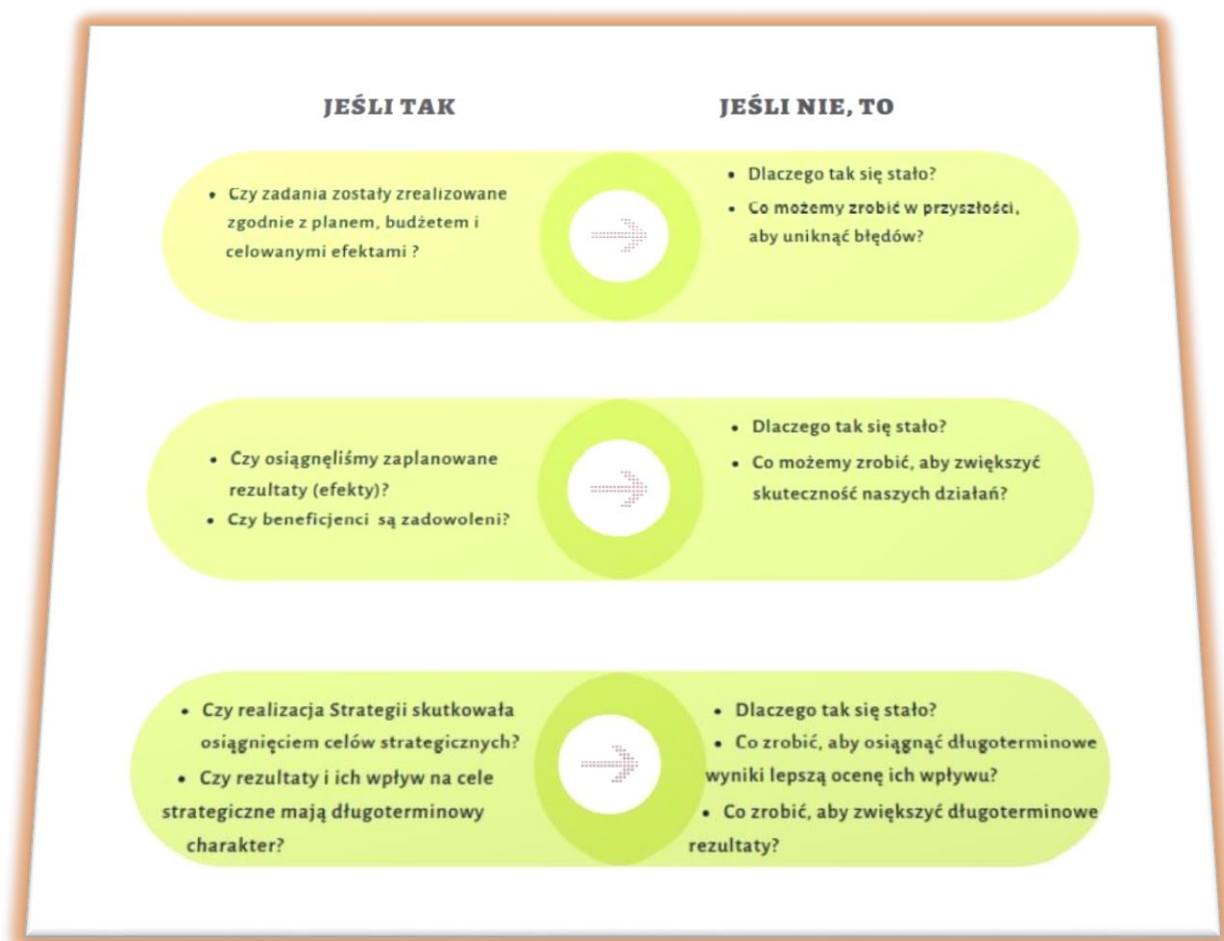 JEŚLI TAK
JEŚLI NIE, TO
• Czy zadania zostały zrealizowane
zgodnie z planem, budżetem i
celowanymi efektami ?
• Dlaczego tak się stało?
• Co możemy zrobić w przyszłości,
aby uniknąć błędów?
• Czy osiągnęliśmy zaplanowane
rezultaty (efekty)?
• Czy beneficjenci są zadowoleni?
• Dlaczego tak się stało?
• Co możemy zrobić, aby zwiększyć
skuteczność naszych działań?
• Czy realizacja Strategii skutkowała
osiągnięciem celów strategicznych?
• Czy rezultaty i ich wpływ na cele
strategiczne mają długoterminowy
charakter?
• Dlaczego tak się stało?
• Co zrobić, aby osiągnąć długoterminowe
wyniki lepszą ocenę ich wpływu?
• Co zrobić, aby zwiększyć długoterminowe
rezultaty?